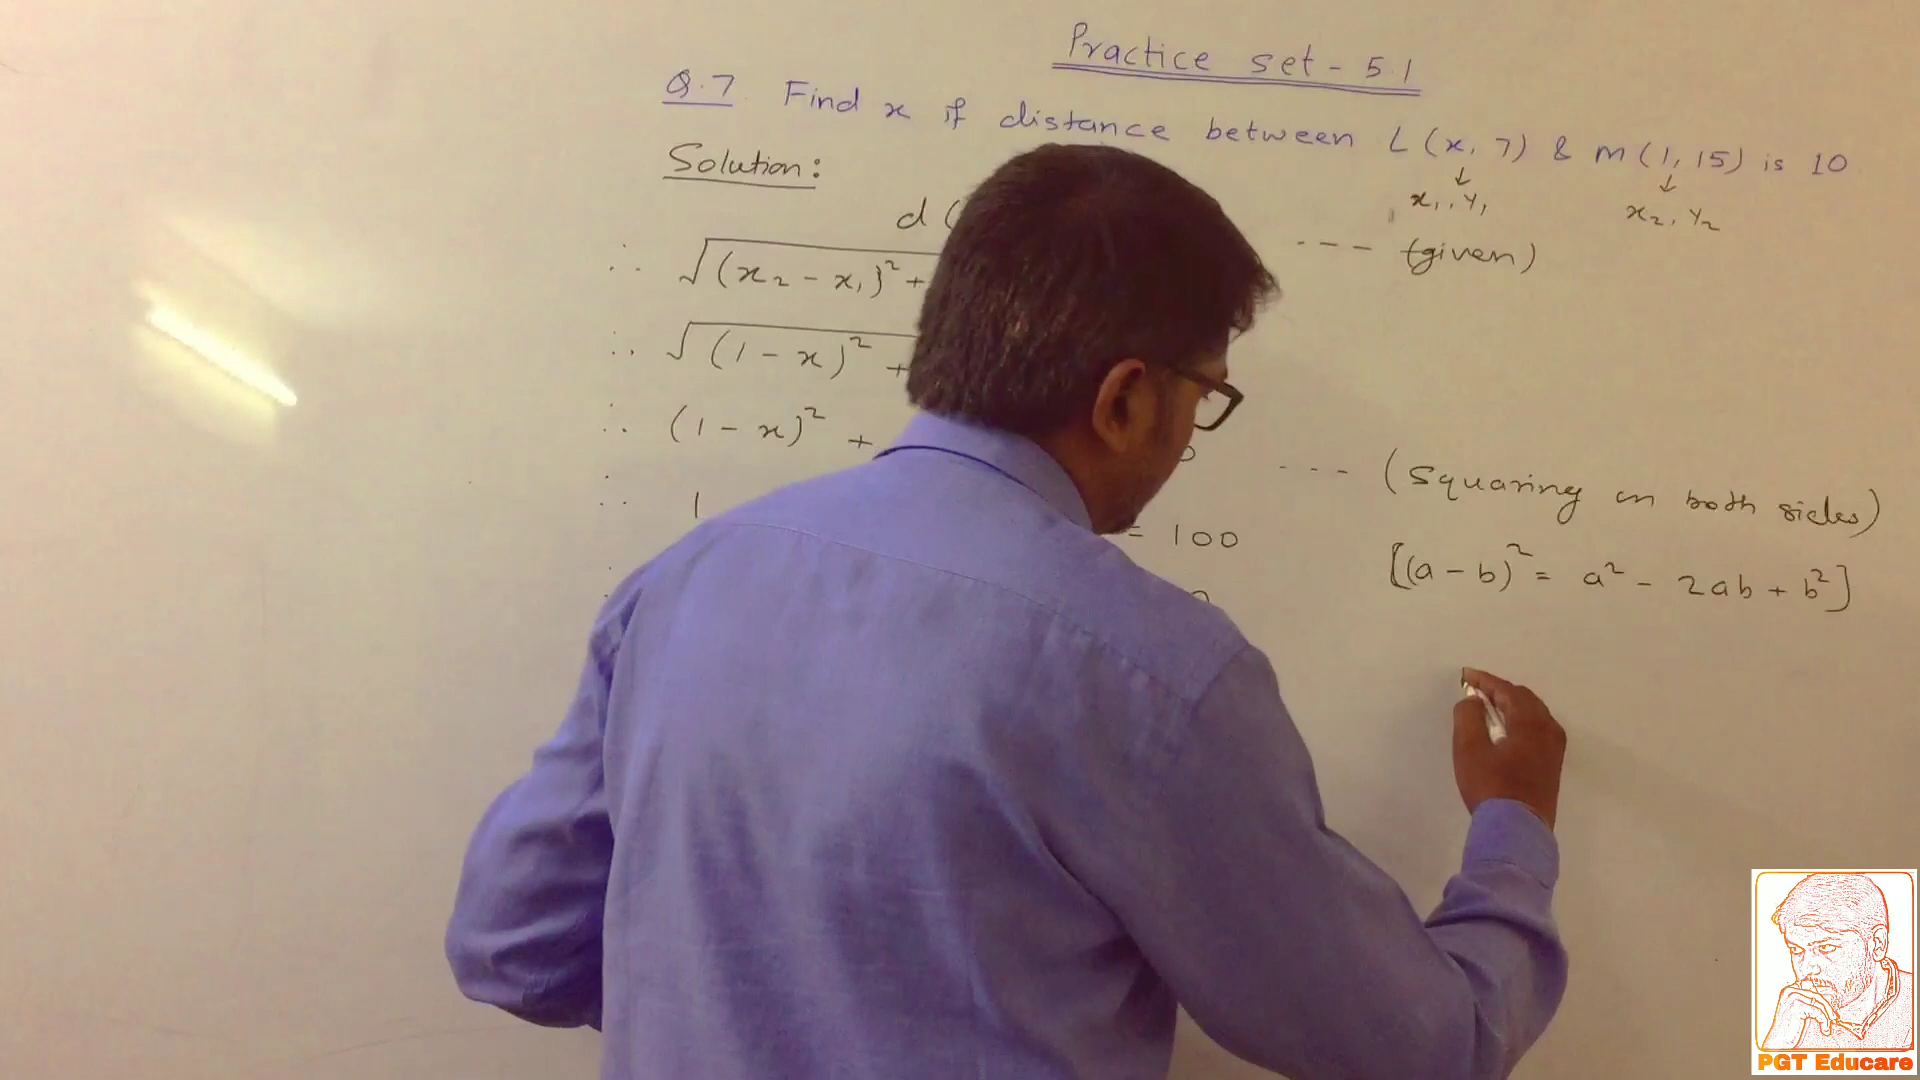 Practice set - 5.1
Q.7 Find x if distance between L (x, 7) & M (1, 15) is 10
Solution:
x₁, y₁
x₂, y₂
d (
--- (given)
∴ √(x₂ - x₁)² +
∴ √(1 - x)² +
∴ (1 - x)² +
--- (Squaring on both sides)
∴ 1
= 100
[(a - b)² = a² - 2ab + b²]
PGT Educare